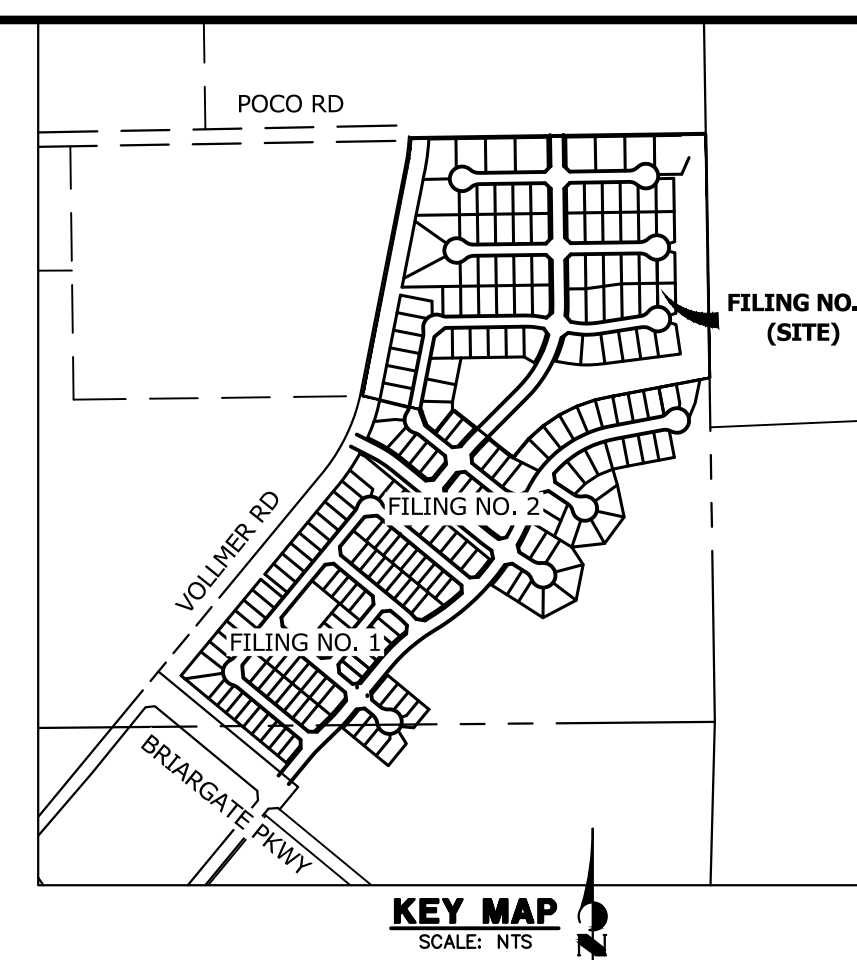 POCO RD
FILING NO.
(SITE)
FILING NO. 2
VOLLMER RD
FILING NO. 1
BRIARGATE PKWY
KEY MAP
SCALE: NTS
N